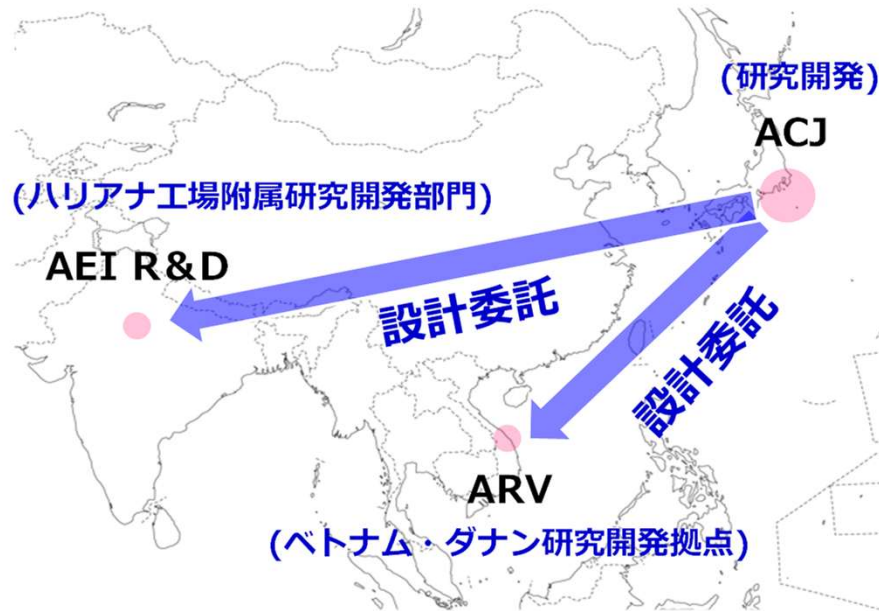 (研究開発)
ACJ
(ハリアナ工場附属研究開発部門)
AEI R&D
設計委託
設計委託
ARV
(ベトナム・ダナン研究開発拠点)